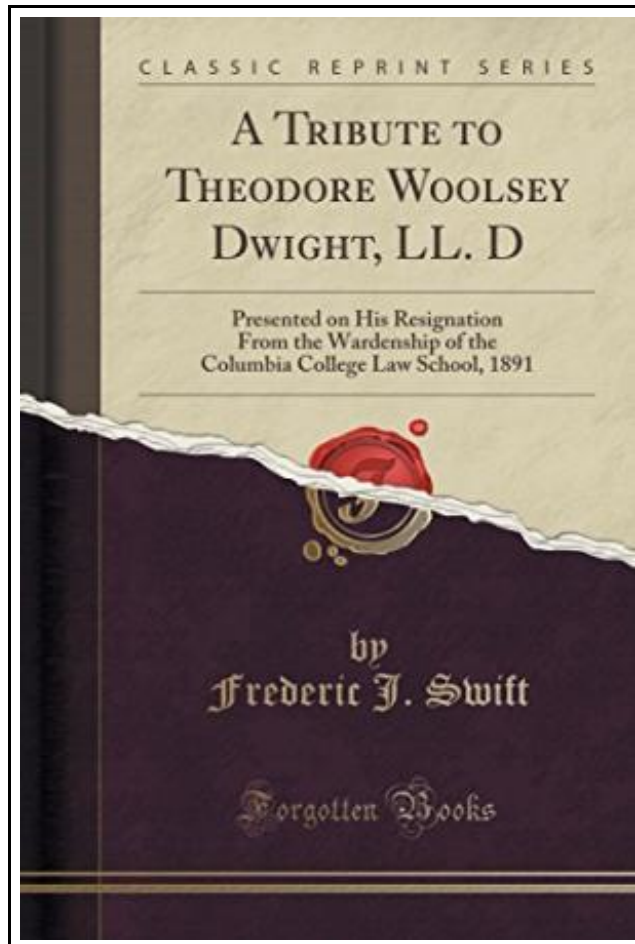 CLASSIC REPRINT SERIES
A TRIBUTE TO
THEODORE WOOLSEY
DWIGHT, LL. D
Presented on His Resignation
From the Wardenship of the
Columbia College Law School, 1891
by
Frederic J. Swift
Forgotten Books